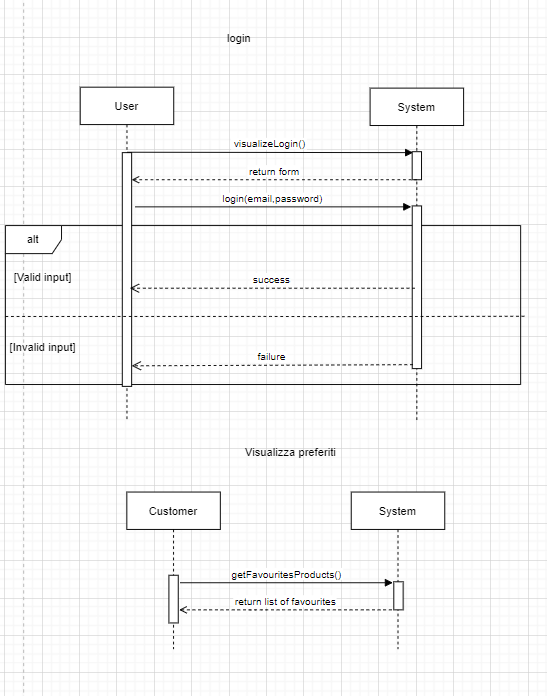 login
User
System
visualizeLogin()
return form
login(email,password)
alt
[Valid input]
success
[Invalid input]
failure
Visualizza preferiti
Customer
System
getFavouritesProducts()
return list of favourites